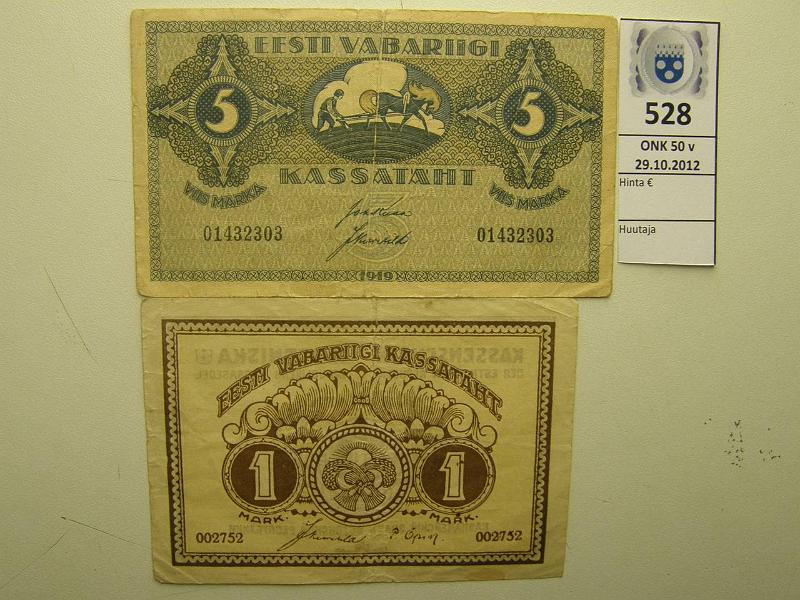 EESTI VABARIIGI
5 5
KASSATÄHT
VIIS MARKA VIIS MARKA
01432303 01432303
1919
528
ONK 50 v
29.10.2012
Hinta €
Huutaja
EESTI VABARIIGI KASSATÄHT.
1 1
MARK. MARK.
002752 002752